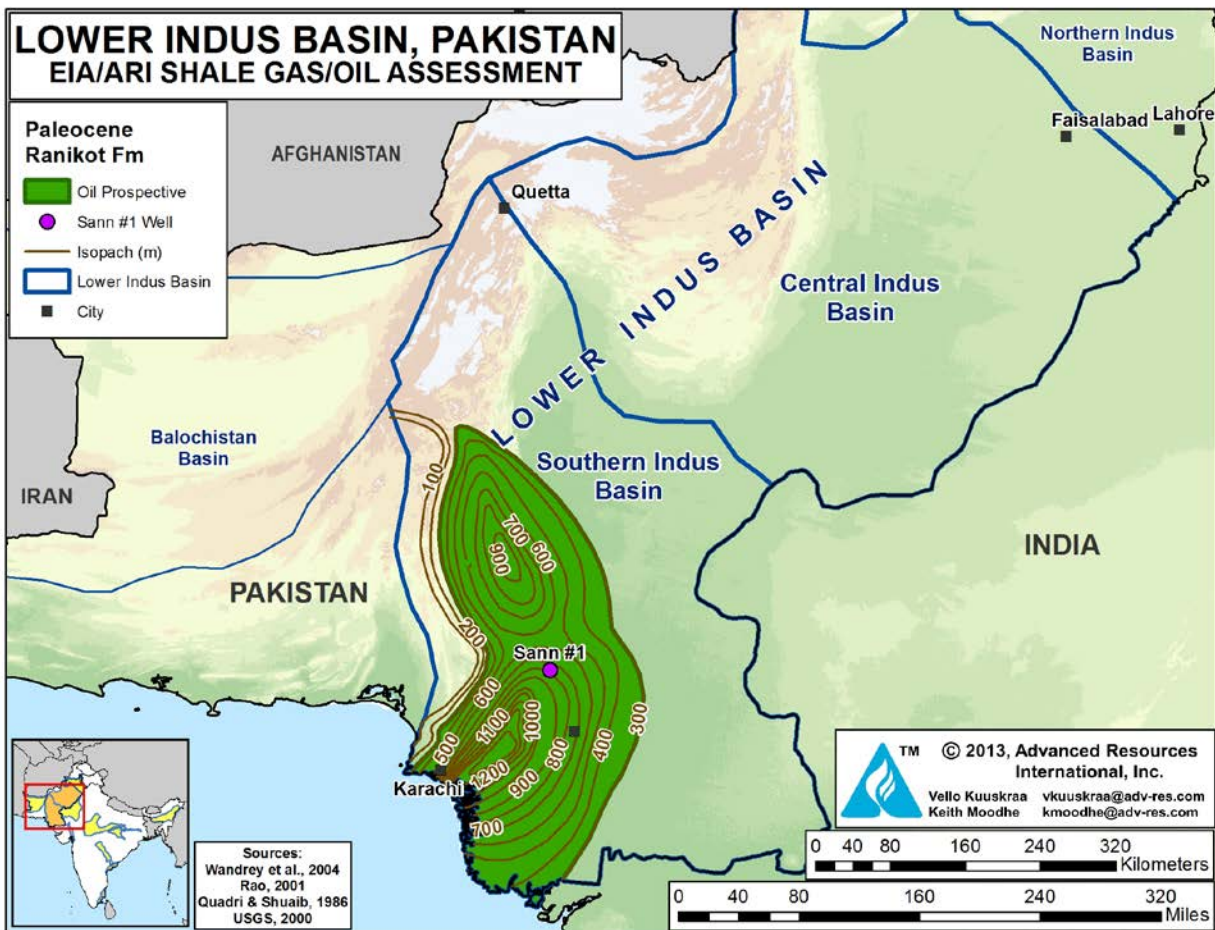 LOWER INDUS BASIN, PAKISTAN
EIA/ARI SHALE GAS/OIL ASSESSMENT
Paleocene
Ranikot Fm
Oil Prospective
Sann #1 Well
Isopach (m)
Lower Indus Basin
City
AFGHANISTAN
Northern Indus
Basin
Faisalabad
Lahore
Quetta
LOWER INDUS BASIN
Central Indus
Basin
Balochistan
Basin
Southern Indus
Basin
IRAN
PAKISTAN
INDIA
100
700
600
900
200
Sann #1
600
1100
1000
500
1200
800
400
300
900
700
Karachi
Sources:
Wandrey et al., 2004
Rao, 2001
Quadri & Shuaib, 1986
USGS, 2000
TM
© 2013, Advanced Resources
International, Inc.
Vello Kuuskraa vkuuskraa@adv-res.com
Keith Moodhe kmoodhe@adv-res.com
0 20 40 80 160 240 320
Kilometers
0 40 80 160 240 320
Miles